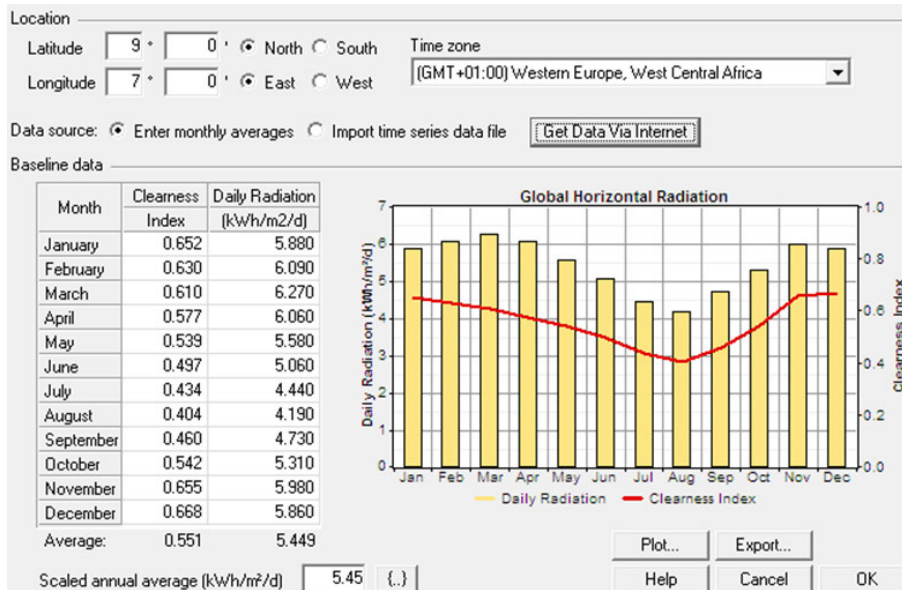 Location
Latitude 9 ° 0 ' North South
Longitude 7 ° 0 ' East West
Time zone
(GMT+01:00) Western Europe, West Central Africa
Data source: Enter monthly averages Import time series data file Get Data Via Internet
Baseline data
Month Clearness Index Daily Radiation (kWh/m2/d)
January 0.652 5.880
February 0.630 6.090
March 0.610 6.270
April 0.577 6.060
May 0.539 5.580
June 0.497 5.060
July 0.434 4.440
August 0.404 4.190
September 0.460 4.730
October 0.542 5.310
November 0.655 5.980
December 0.668 5.860
Average: 0.551 5.449
Scaled annual average (kWh/m²/d) 5.45 {..}
Global Horizontal Radiation
Daily Radiation (kWh/m²/d)
7
6
5
4
3
2
1
0
1.0
0.8
0.6
0.4
0.2
0.0
Clearness Index
Jan Feb Mar Apr May Jun Jul Aug Sep Oct Nov Dec
Daily Radiation Clearness Index
Plot... Export...
Help Cancel OK